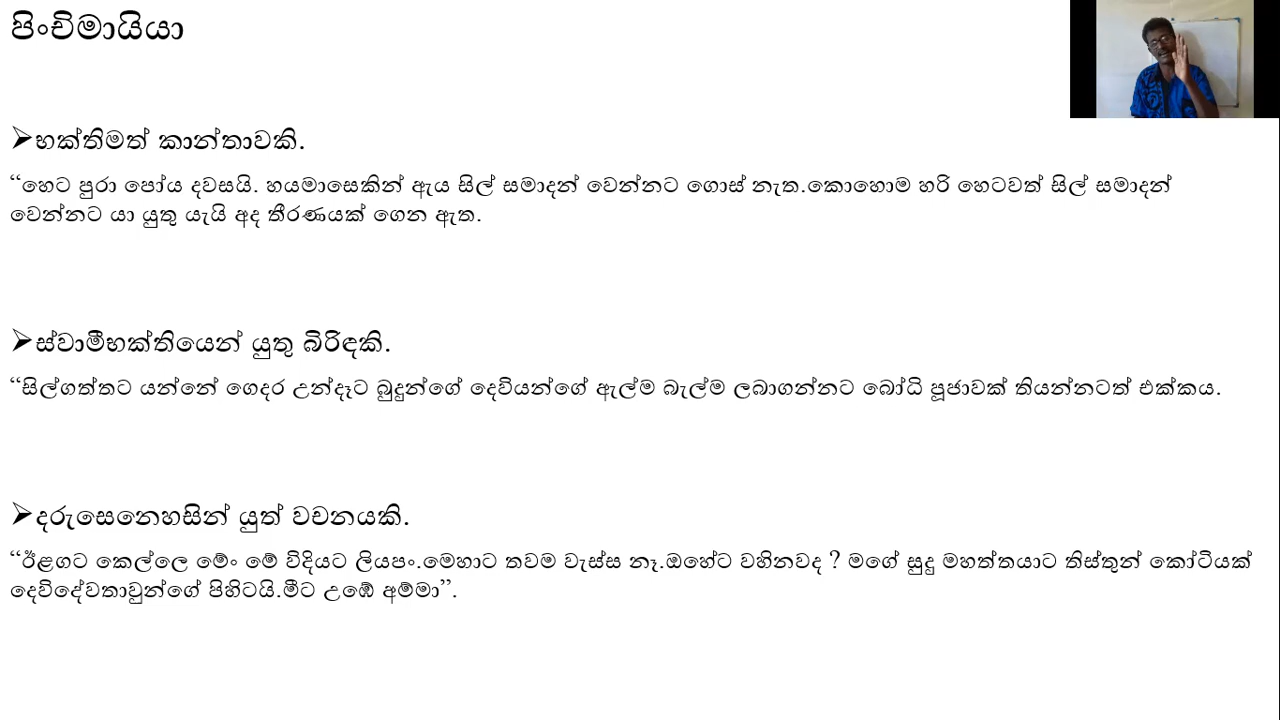 පිංචිමායියා
➢භක්තිමත් කාන්තාවකි.
“හෙට පුරා පෝය දවසයි. හයමාසෙකින් ඇය සිල් සමාදන් වෙන්නට ගොස් නැත.කොහොම හරි හෙටවත් සිල් සමාදන්
වෙන්නට යා යුතු යැයි අද තීරණයක් ගෙන ඇත.
➢ස්වාමීභක්තියෙන් යුතු බිරිඳකි.
“සිල්ගත්තට යන්නේ ගෙදර උන්දෑට බුදුන්ගේ දෙවියන්ගේ ඇල්ම බැල්ම ලබාගන්නට බෝධි පූජාවක් තියන්නටත් එක්කය.
➢දරුසෙනෙහසින් යුත් වචනයකි.
“ඊළගට කෙල්ලෙ මේං මේ විදියට ලියපං.මෙහාට තවම වැස්ස නෑ.ඔහේට වහිනවද ? මගේ සුදු මහත්තයාට තිස්තුන් කෝටියක්
දෙවිදේවතාවුන්ගේ පිහිටයි.මීට උඹේ අම්මා”.